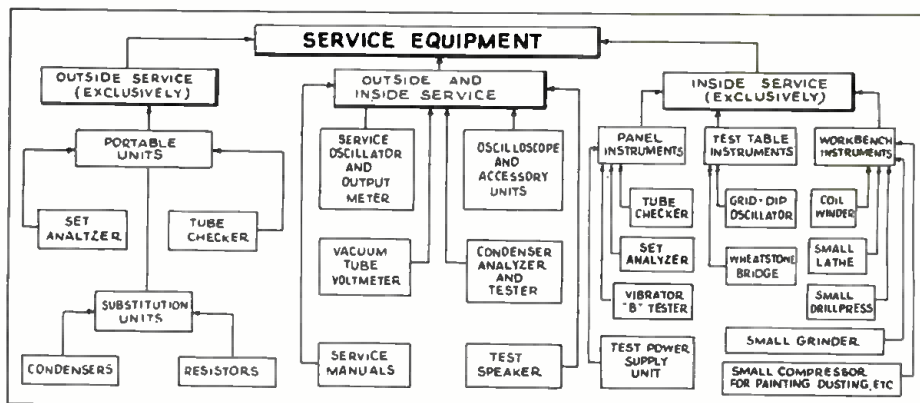 SERVICE EQUIPMENT
OUTSIDE SERVICE
(EXCLUSIVELY)
OUTSIDE AND
INSIDE SERVICE
INSIDE SERVICE
(EXCLUSIVELY)
PORTABLE
UNITS
SERVICE
OSCILLATOR
AND
OUTPUT
METER
OSCILLOSCOPE
AND
ACCESSORY
UNITS
PANEL
INSTRUMENTS
TEST TABLE
INSTRUMENTS
WORKBENCH
INSTRUMENTS
SET
ANALTZER
TUBE
CHECKER
TUBE
CHECKER
GRID-DIP
OSCILLATOR
COIL
WINDER
VACUUM
TUBE
VOLTMETER
CONDENSER
ANALYZER
AND
TESTER
SET
ANALYZER
WHEATSTONE
BRIDGE
SMALL
LATHE
SUBSTITUTION
UNITS
VIBRATOR
"B" TESTER
SMALL
DRILLPRESS
CONDENSERS
RESISTORS
SERVICE
MANUALS
TEST
SPEAKER
TEST POWER
SUPPLY
UNIT
SMALL GRINDER
SMALL COMPRESSOR
FOR PAINTING DUSTING, ETC